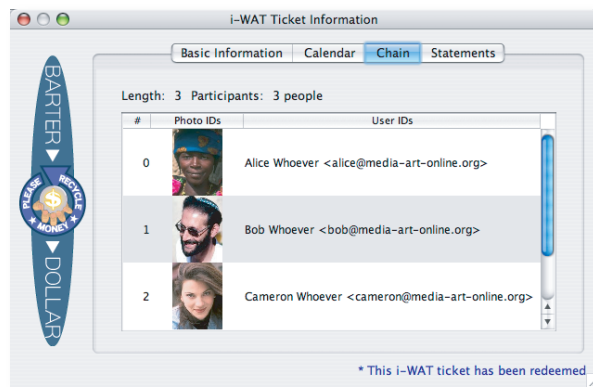 i-WAT Ticket Information
Basic Information Calendar Chain Statements
BARTER
PLEASE RECYCLE
MONEY
DOLLAR
Length: 3 Participants: 3 people
# Photo IDs User IDs
0 Alice Whoever <alice@media-art-online.org>
1 Bob Whoever <bob@media-art-online.org>
2 Cameron Whoever <cameron@media-art-online.org>
* This i-WAT ticket has been redeemed